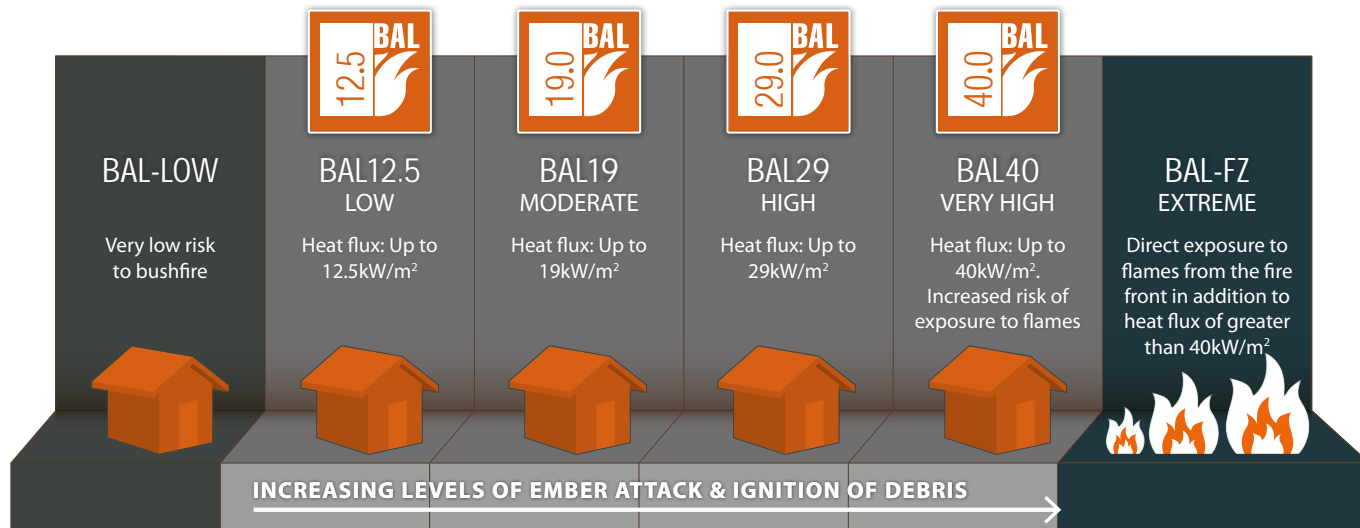 BAL
12.5
BAL
19.0
BAL
29.0
BAL
40.0
BAL-LOW
Very low risk
to bushfire
BAL12.5
LOW
Heat flux: Up to
12.5kW/m²
BAL19
MODERATE
Heat flux: Up to
19kW/m²
BAL29
HIGH
Heat flux: Up to
29kW/m²
BAL40
VERY HIGH
Heat flux: Up to
40kW/m².
Increased risk of
exposure to flames
BAL-FZ
EXTREME
Direct exposure to
flames from the fire
front in addition to
heat flux of greater
than 40kW/m²
INCREASING LEVELS OF EMBER ATTACK & IGNITION OF DEBRIS